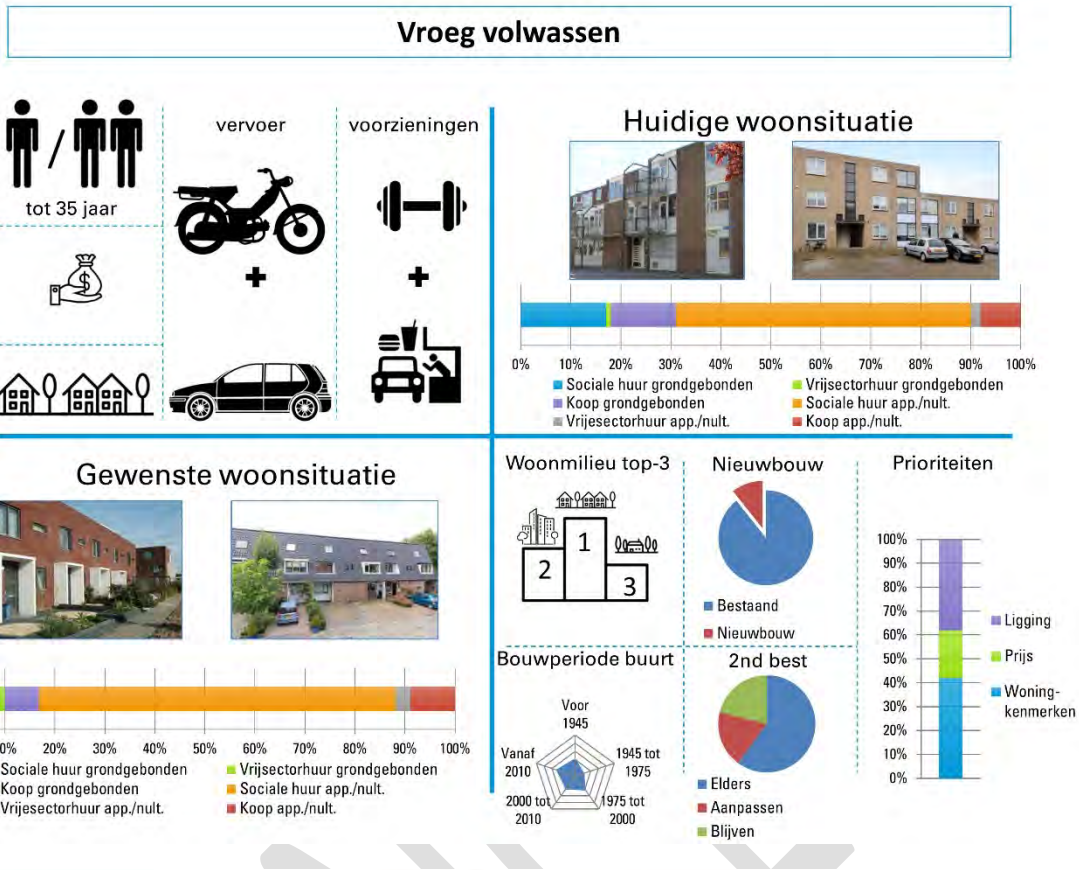 Vroeg volwassen
tot 35 jaar
vervoer
voorzieningen
+
+
Huidige woonsituatie
0% 10% 20% 30% 40% 50% 60% 70% 80% 90% 100%
Sociale huur grondgebonden
Vrijsectorhuur grondgebonden
Koop grondgebonden
Sociale huur app./nult.
Vrijesectorhuur app./nult.
Koop app./nult.
Gewenste woonsituatie
0% 20% 30% 40% 50% 60% 70% 80% 90% 100%
Sociale huur grondgebonden
Vrijsectorhuur grondgebonden
Koop grondgebonden
Sociale huur app./nult.
Vrijesectorhuur app./nult.
Koop app./nult.
Woonmilieu top-3
1
2
3
Nieuwbouw
Bestaand
Nieuwbouw
Bouwperiode buurt
Voor
1945
1945 tot
1975
1975 tot
2000
2000 tot
2010
Vanaf
2010
2nd best
Elders
Aanpassen
Blijven
Prioriteiten
100%
90%
80%
70%
60%
50%
40%
30%
20%
10%
0%
Ligging
Prijs
Woning-
kenmerken